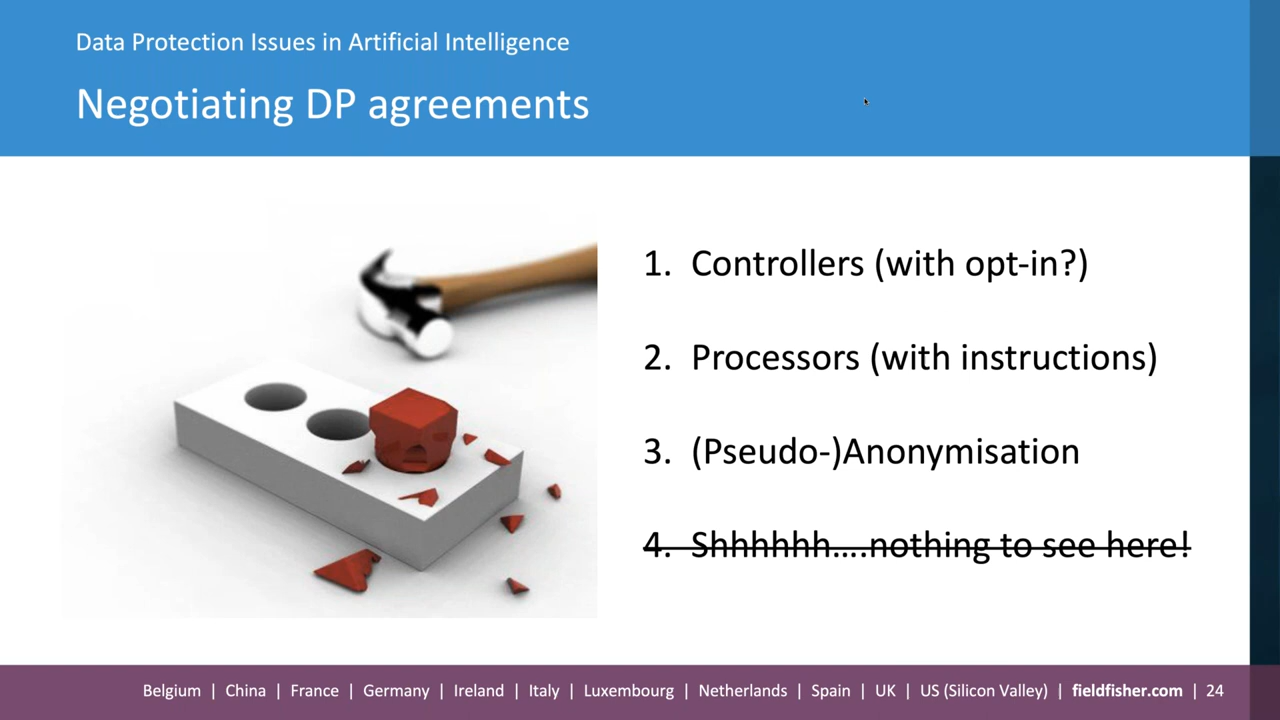 Data Protection Issues in Artificial Intelligence
Negotiating DP agreements
1. Controllers (with opt-in?)
2. Processors (with instructions)
3. (Pseudo-)Anonymisation
4. Shhhhhh....nothing to see here!
Belgium | China | France | Germany | Ireland | Italy | Luxembourg | Netherlands | Spain | UK | US (Silicon Valley) | fieldfisher.com | 24